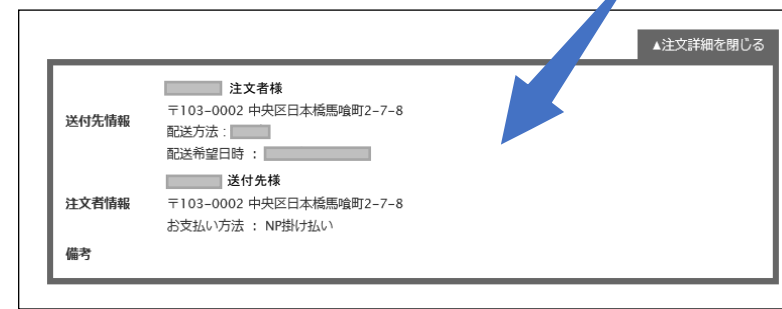 ▲注文詳細を閉じる
注文者様
送付先情報
〒103-0002 中央区日本橋馬喰町2-7-8
配送方法:
配送希望日時 :
送付先様
注文者情報
〒103-0002 中央区日本橋馬喰町2-7-8
お支払い方法 : NP掛け払い
備考